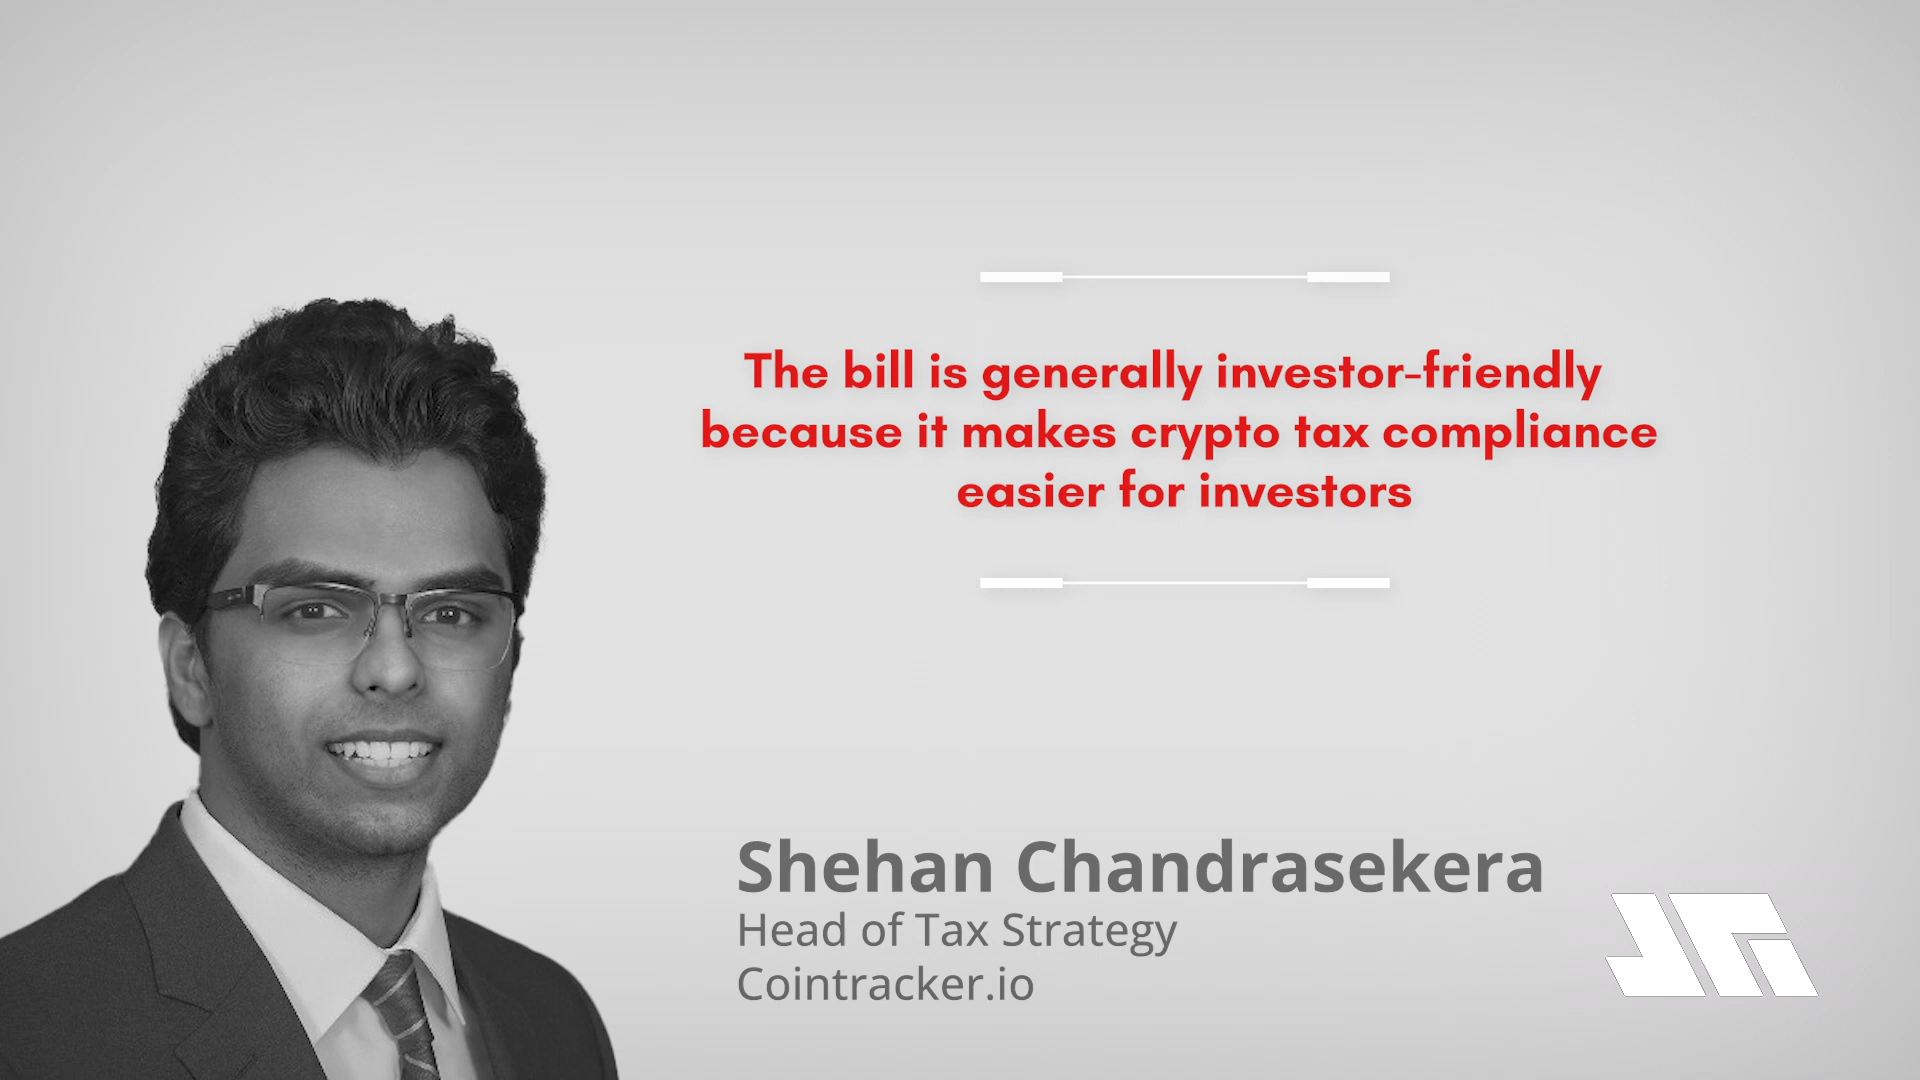 The bill is generally investor-friendly
because it makes crypto tax compliance
easier for investors
Shehan Chandrasekera
Head of Tax Strategy
Cointracker.io